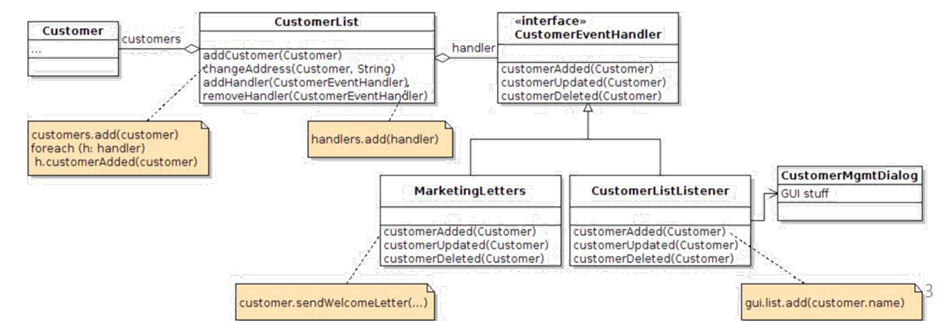 Customer
...
customers
CustomerList
addCustomer(Customer)
changeAddress(Customer, String)
addHandler(CustomerEventHandler)
removeHandler(CustomerEventHandler)
handler
«interface»
CustomerEventHandler
customerAdded(Customer)
customerUpdated(Customer)
customerDeleted(Customer)
customers.add(customer)
foreach (h: handler)
h.customerAdded(customer)
handlers.add(handler)
MarketingLetters
customerAdded(Customer)
customerUpdated(Customer)
customerDeleted(Customer)
CustomerListListener
customerAdded(Customer)
customerUpdated(Customer)
customerDeleted(Customer)
CustomerMgmtDialog
GUI stuff
customer.sendWelcomeLetter(...)
gui.list.add(customer.name)
3